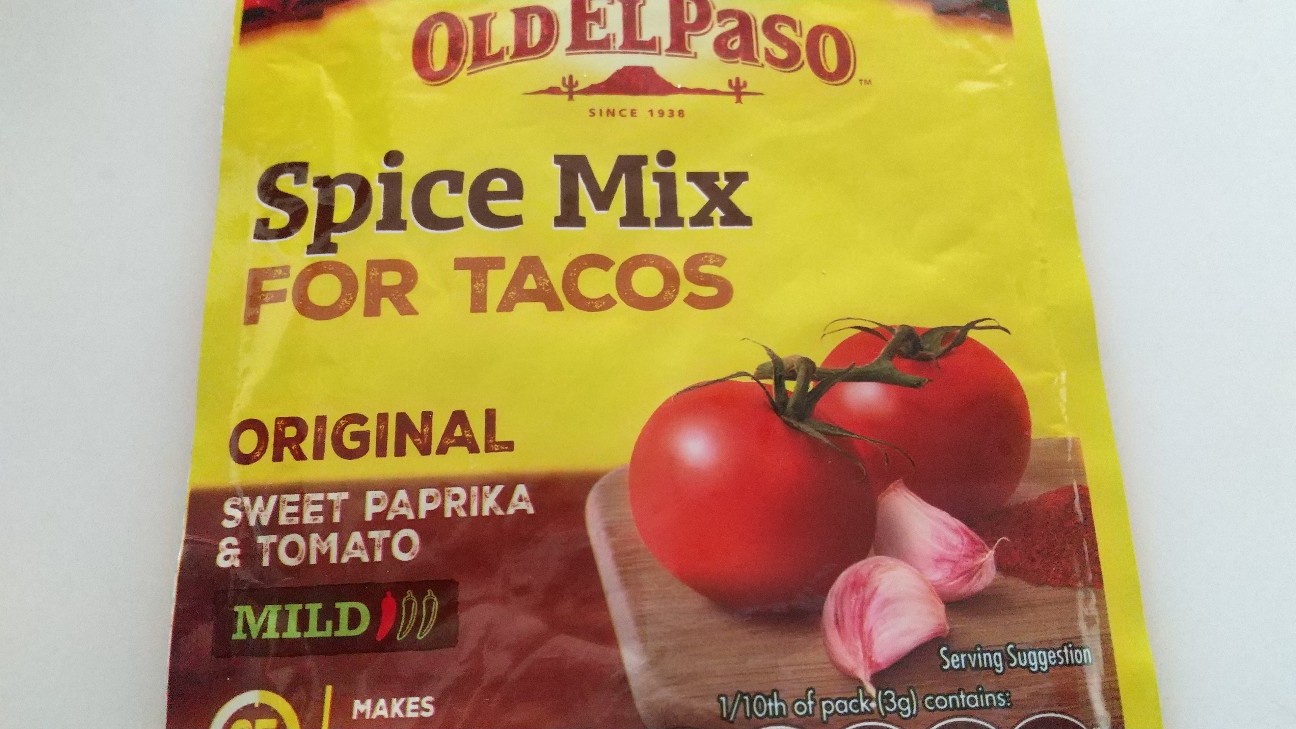 OLD EL PASO™
SINCE 1938
Spice Mix
FOR TACOS
ORIGINAL
SWEET PAPRIKA
& TOMATO
MILD
Serving Suggestion
1/10th of pack (3g) contains:
MAKES